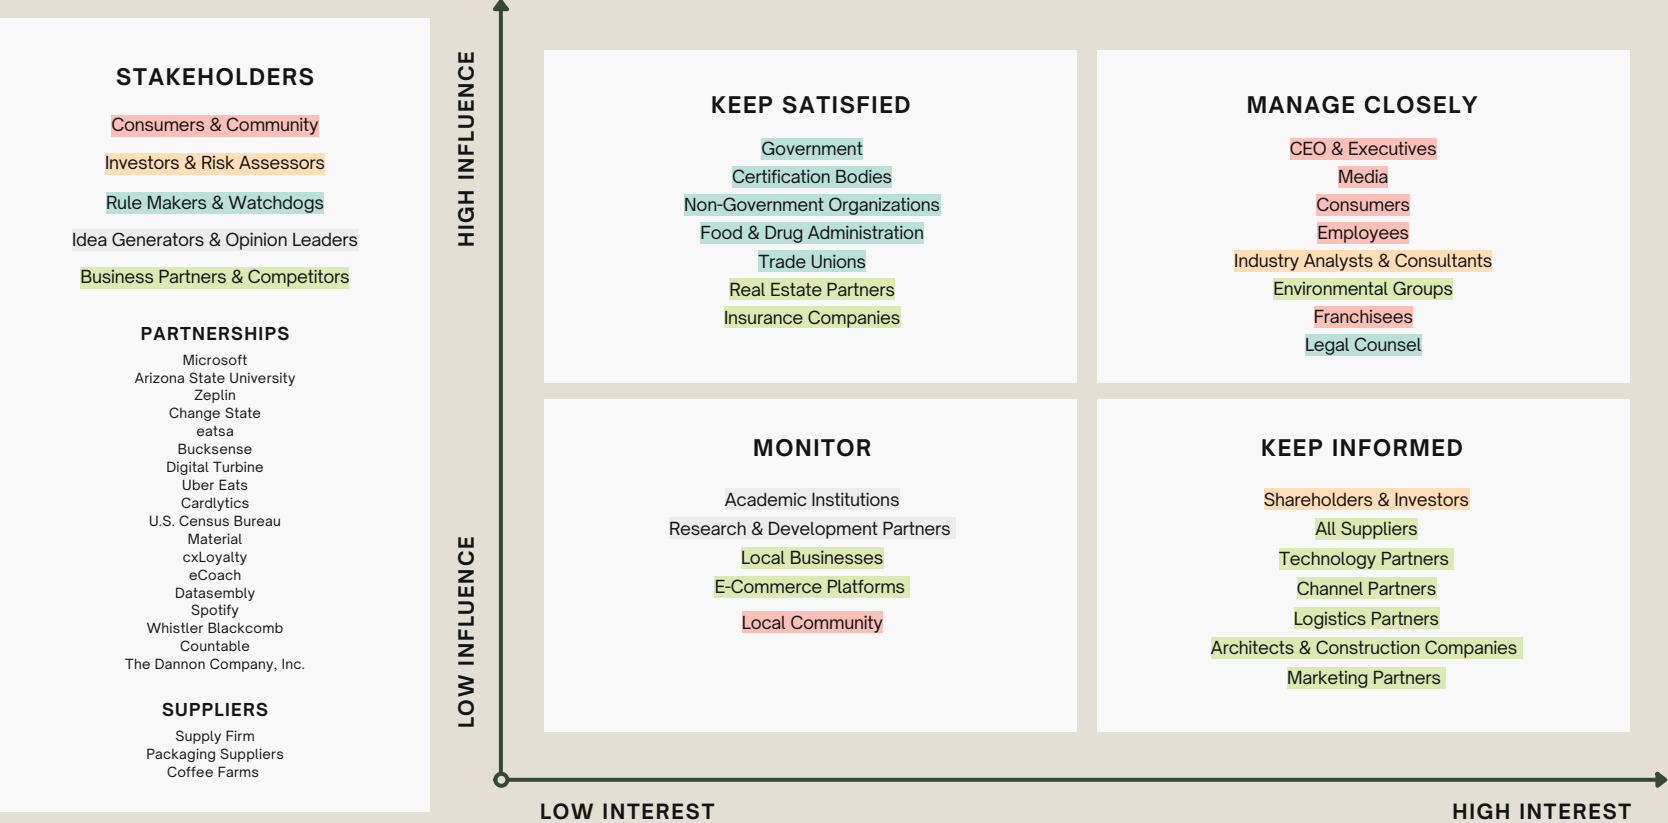 STAKEHOLDERS
Consumers & Community
Investors & Risk Assessors
Rule Makers & Watchdogs
Idea Generators & Opinion Leaders
Business Partners & Competitors
PARTNERSHIPS
Microsoft
Arizona State University
Zeplin
Change State
eatsa
Bucksense
Digital Turbine
Uber Eats
Cardlytics
U.S. Census Bureau
Material
cxLoyalty
eCoach
Datasembly
Spotify
Whistler Blackcomb
Countable
The Dannon Company, Inc.
SUPPLIERS
Supply Firm
Packaging Suppliers
Coffee Farms
HIGH INFLUENCE
LOW INFLUENCE
KEEP SATISFIED
Government
Certification Bodies
Non-Government Organizations
Food & Drug Administration
Trade Unions
Real Estate Partners
Insurance Companies
MANAGE CLOSELY
CEO & Executives
Media
Consumers
Employees
Industry Analysts & Consultants
Environmental Groups
Franchisees
Legal Counsel
MONITOR
Academic Institutions
Research & Development Partners
Local Businesses
E-Commerce Platforms
Local Community
KEEP INFORMED
Shareholders & Investors
All Suppliers
Technology Partners
Channel Partners
Logistics Partners
Architects & Construction Companies
Marketing Partners
LOW INTEREST
HIGH INTEREST